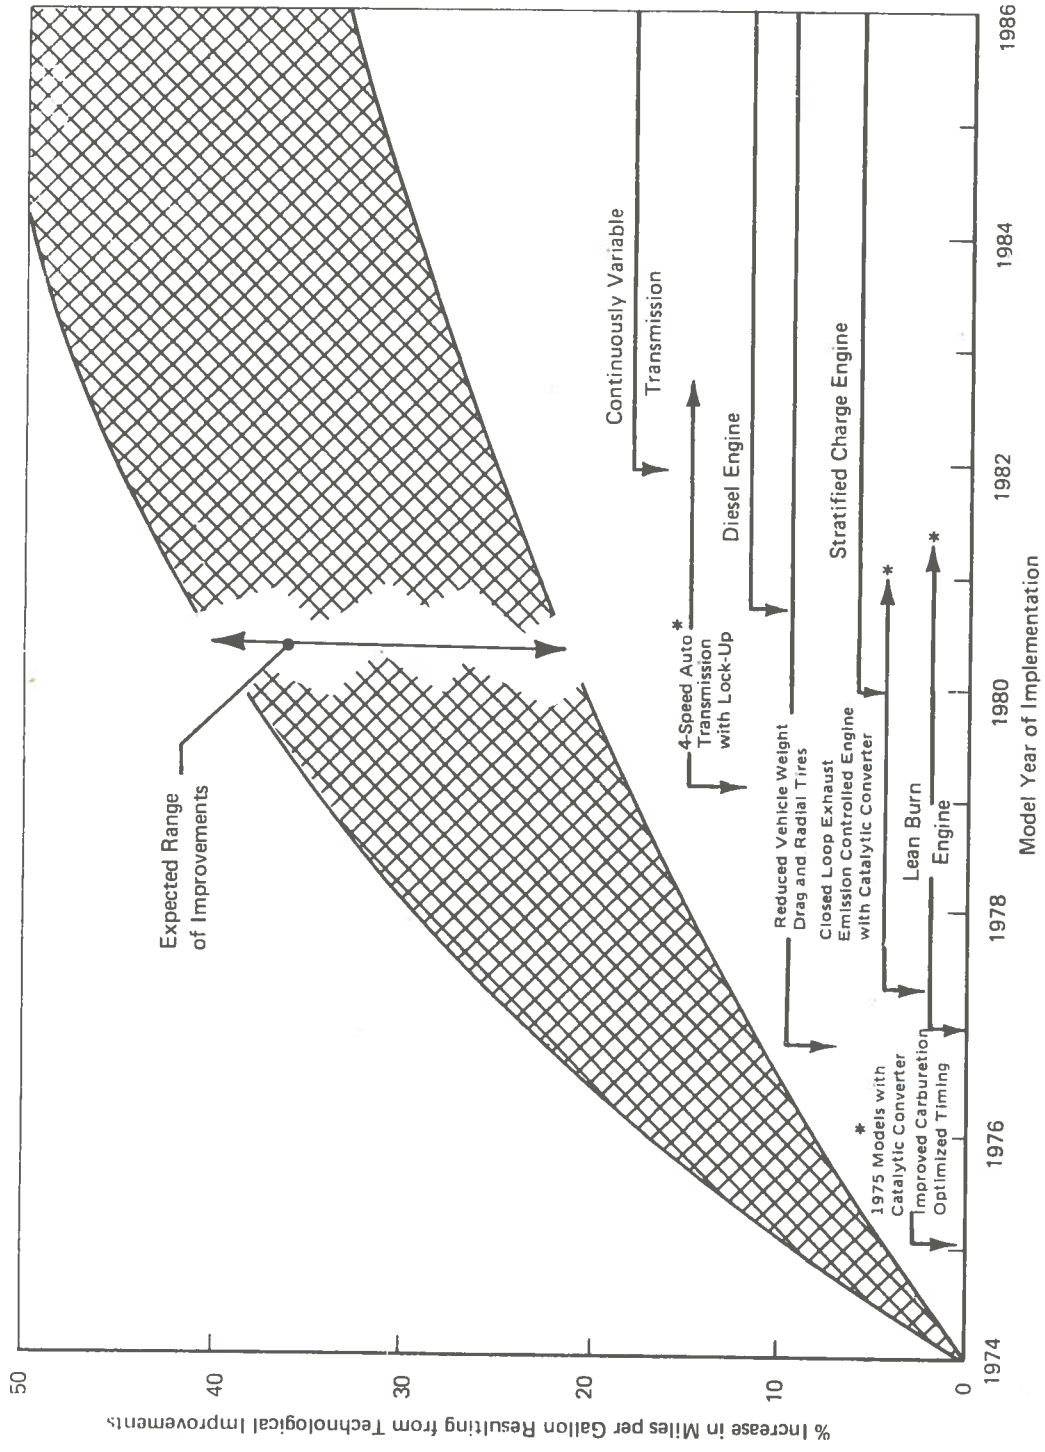 % Increase in Miles per Gallon Resulting from Technological Improvements
50
40
30
20
10
0
Expected Range
of Improvements
Continuously Variable
Transmission
4-Speed Auto *
Transmission
with Lock-Up
Diesel Engine
Reduced Vehicle Weight
Drag and Radial Tires
Closed Loop Exhaust
Emission Controlled Engine
with Catalytic Converter
*
Stratified Charge Engine
Lean Burn
Engine
*
*
1975 Models with
Catalytic Converter
Improved Carburetion
Optimized Timing
1974
1976
1978
1980
1982
1984
1986
Model Year of Implementation